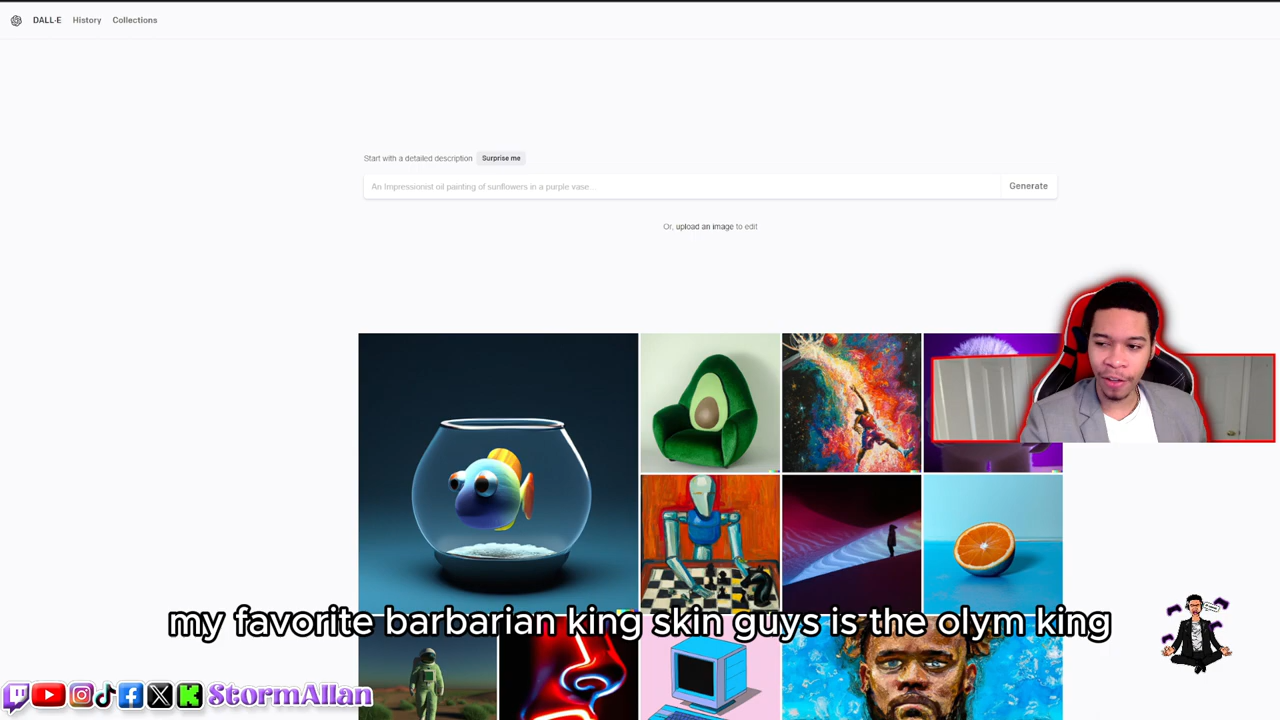 DALL·E History Collections
Start with a detailed description Surprise me
An Impressionist oil painting of sunflowers in a purple vase...
Generate
Or, upload an image to edit
my favorite barbarian king skin guys is the olym king
StormAllan